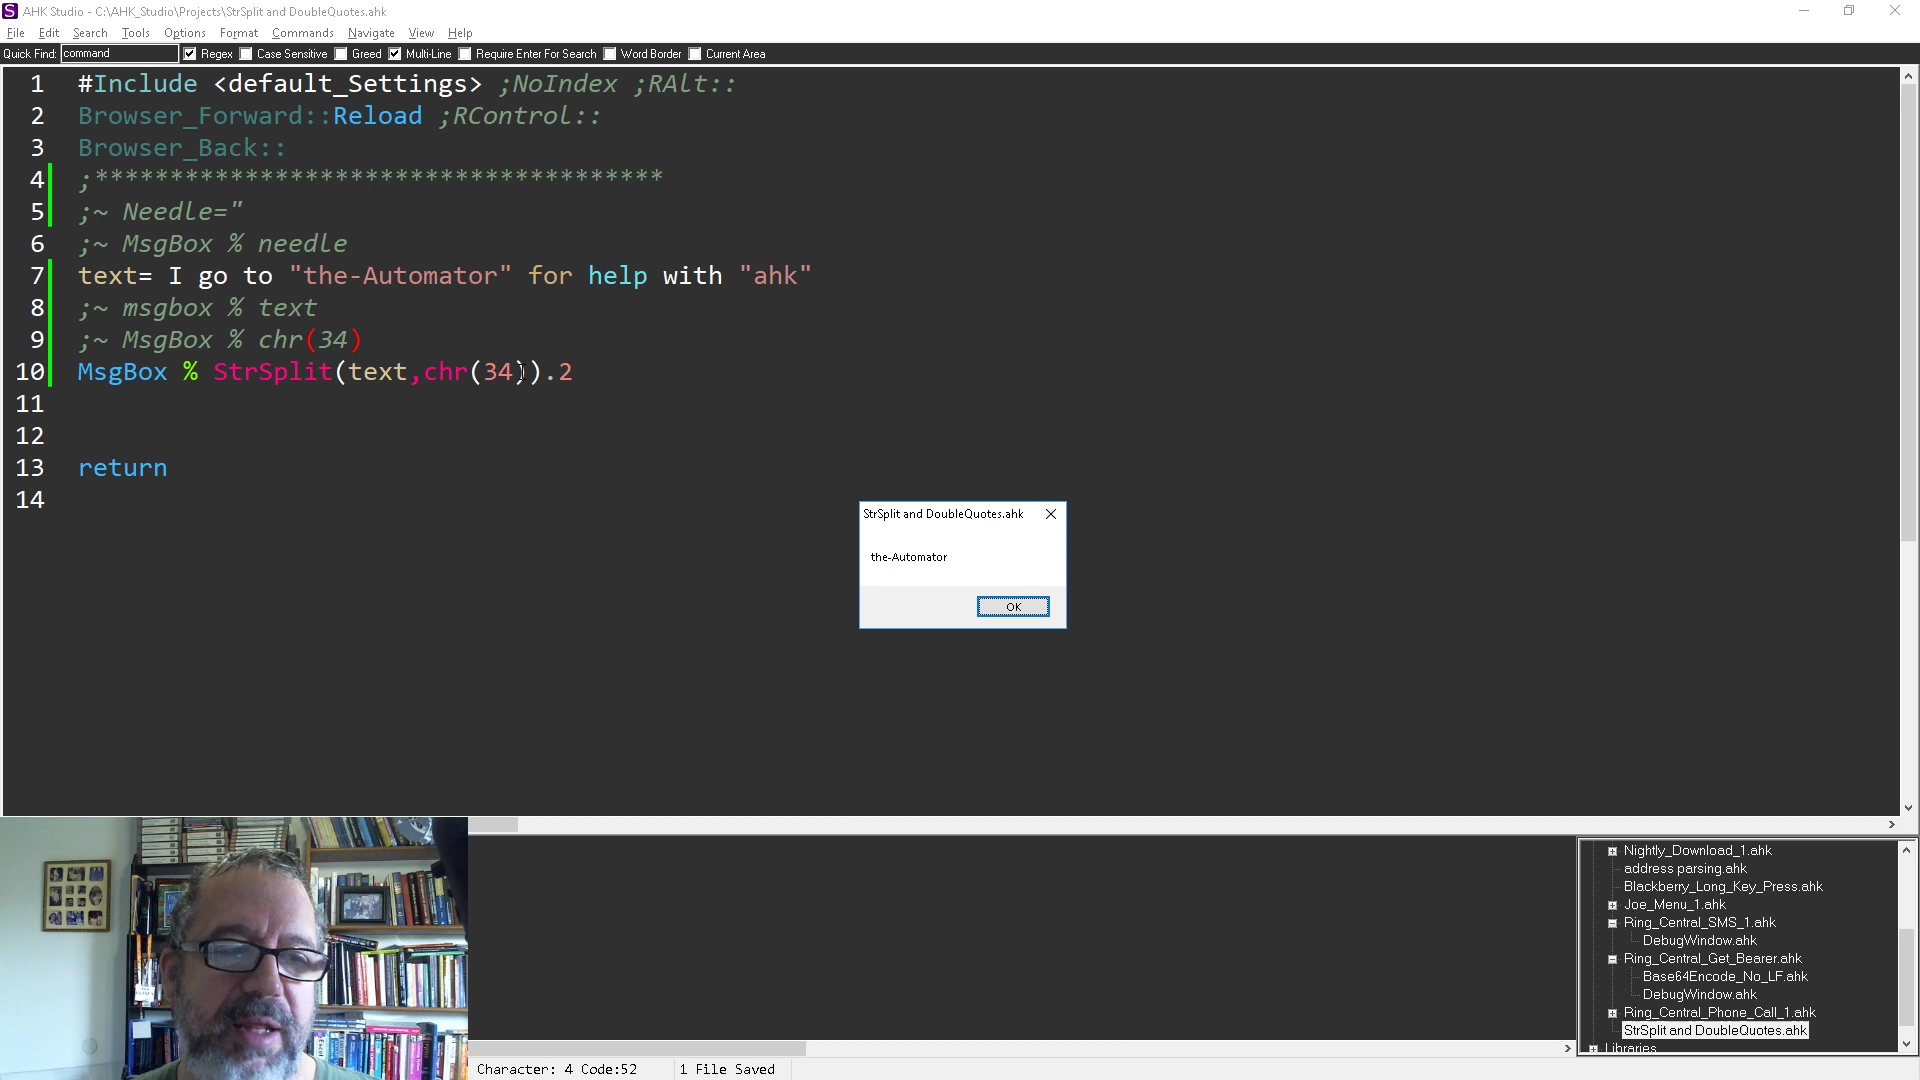 AHK Studio - C:\AHK_Studio\Projects\StrSplit and DoubleQuotes.ahk
File Edit Search Tools Options Format Commands Navigate View Help
Quick Find: command Regex Case Sensitive Greed Multi-Line Require Enter For Search Word Border Current Area
1 #Include <default_Settings> ;NoIndex ;RAlt::
2 Browser_Forward::Reload ;RControl::
3 Browser_Back::
4 ;**************************************
5 ;~ Needle="
6 ;~ MsgBox % needle
7 text= I go to "the-Automator" for help with "ahk"
8 ;~ msgbox % text
9 ;~ MsgBox % chr(34)
10 MsgBox % StrSplit(text,chr(34)).2
11
12
13 return
14
StrSplit and DoubleQuotes.ahk
the-Automator
OK
Nightly_Download_1.ahk
address parsing.ahk
Blackberry_Long_Key_Press.ahk
Joe_Menu_1.ahk
Ring_Central_SMS_1.ahk
DebugWindow.ahk
Ring_Central_Get_Bearer.ahk
Base64Encode_No_LF.ahk
DebugWindow.ahk
Ring_Central_Phone_Call_1.ahk
StrSplit and DoubleQuotes.ahk
Libraries
Character: 4 Code:52 1 File Saved